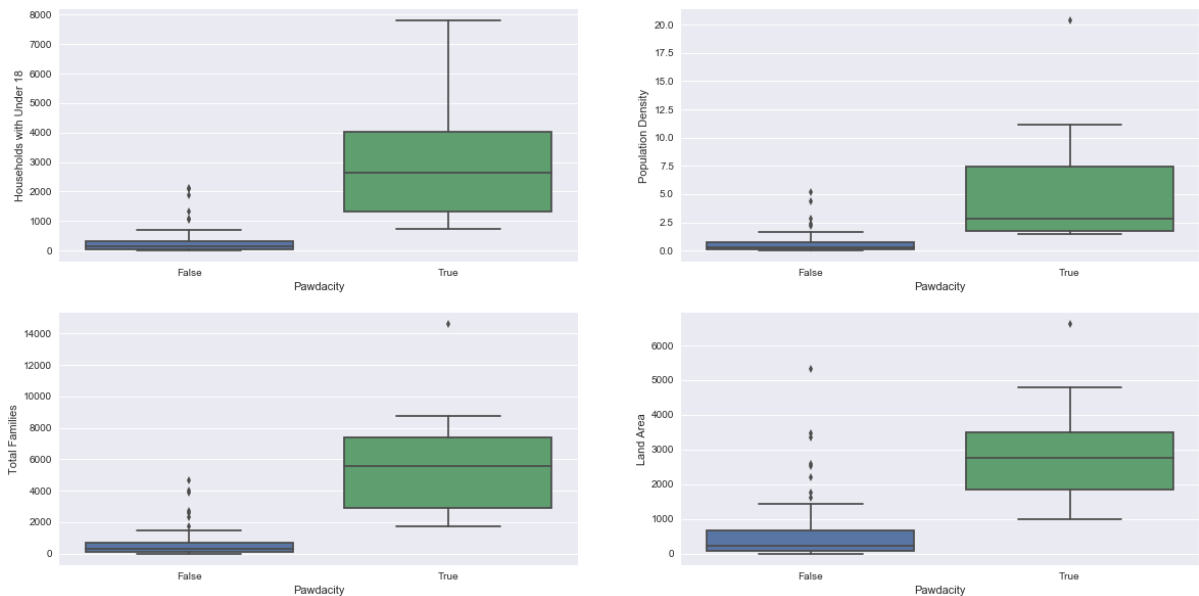 8000
7000
6000
5000
4000
3000
2000
1000
0
Households with Under 18
False
True
Pawdacity
20.0
17.5
15.0
12.5
10.0
7.5
5.0
2.5
0.0
Population Density
False
True
Pawdacity
14000
12000
10000
8000
6000
4000
2000
0
Total Families
False
True
Pawdacity
6000
5000
4000
3000
2000
1000
0
Land Area
False
True
Pawdacity